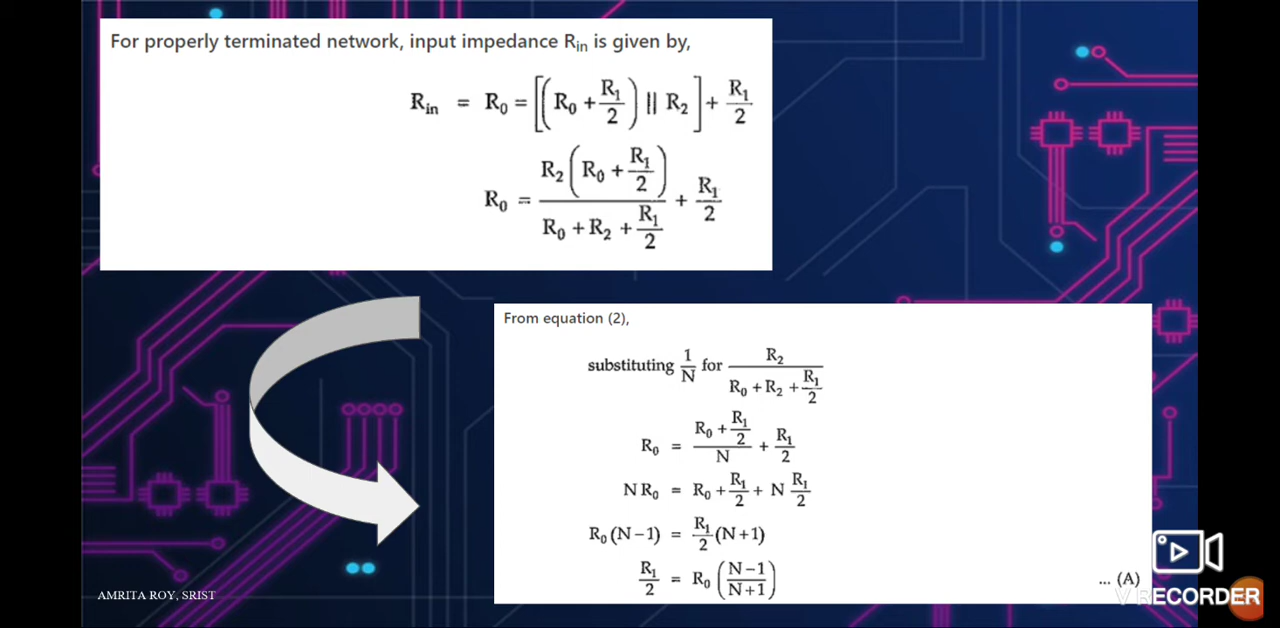 For properly terminated network, input impedance R_in is given by,
R_in = R_0 = [(R_0 + R_1/2) || R_2] + R_1/2
R_0 = R_2(R_0 + R_1/2) / (R_0 + R_2 + R_1/2) + R_1/2
From equation (2),
substituting 1/N for R_2 / (R_0 + R_2 + R_1/2)
R_0 = (R_0 + R_1/2) / N + R_1/2
N R_0 = R_0 + R_1/2 + N R_1/2
R_0 (N − 1) = R_1/2 (N + 1)
R_1/2 = R_0 ((N − 1)/(N + 1)) ... (A)
AMRITA ROY, SRIST
V RECORDER